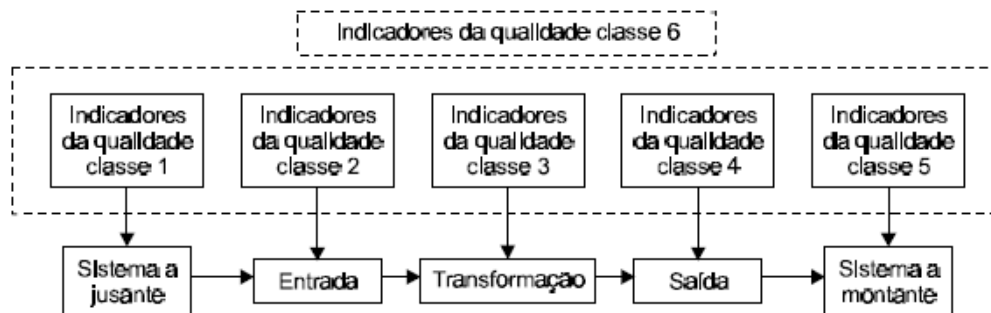 Indicadores da qualidade classe 6
Indicadores
da qualidade
classe 1
Indicadores
da qualidade
classe 2
Indicadores
da qualidade
classe 3
Indicadores
da qualidade
classe 4
Indicadores
da qualidade
classe 5
Sistema a
jusante
Entrada
Transformação
Saída
Sistema a
montante